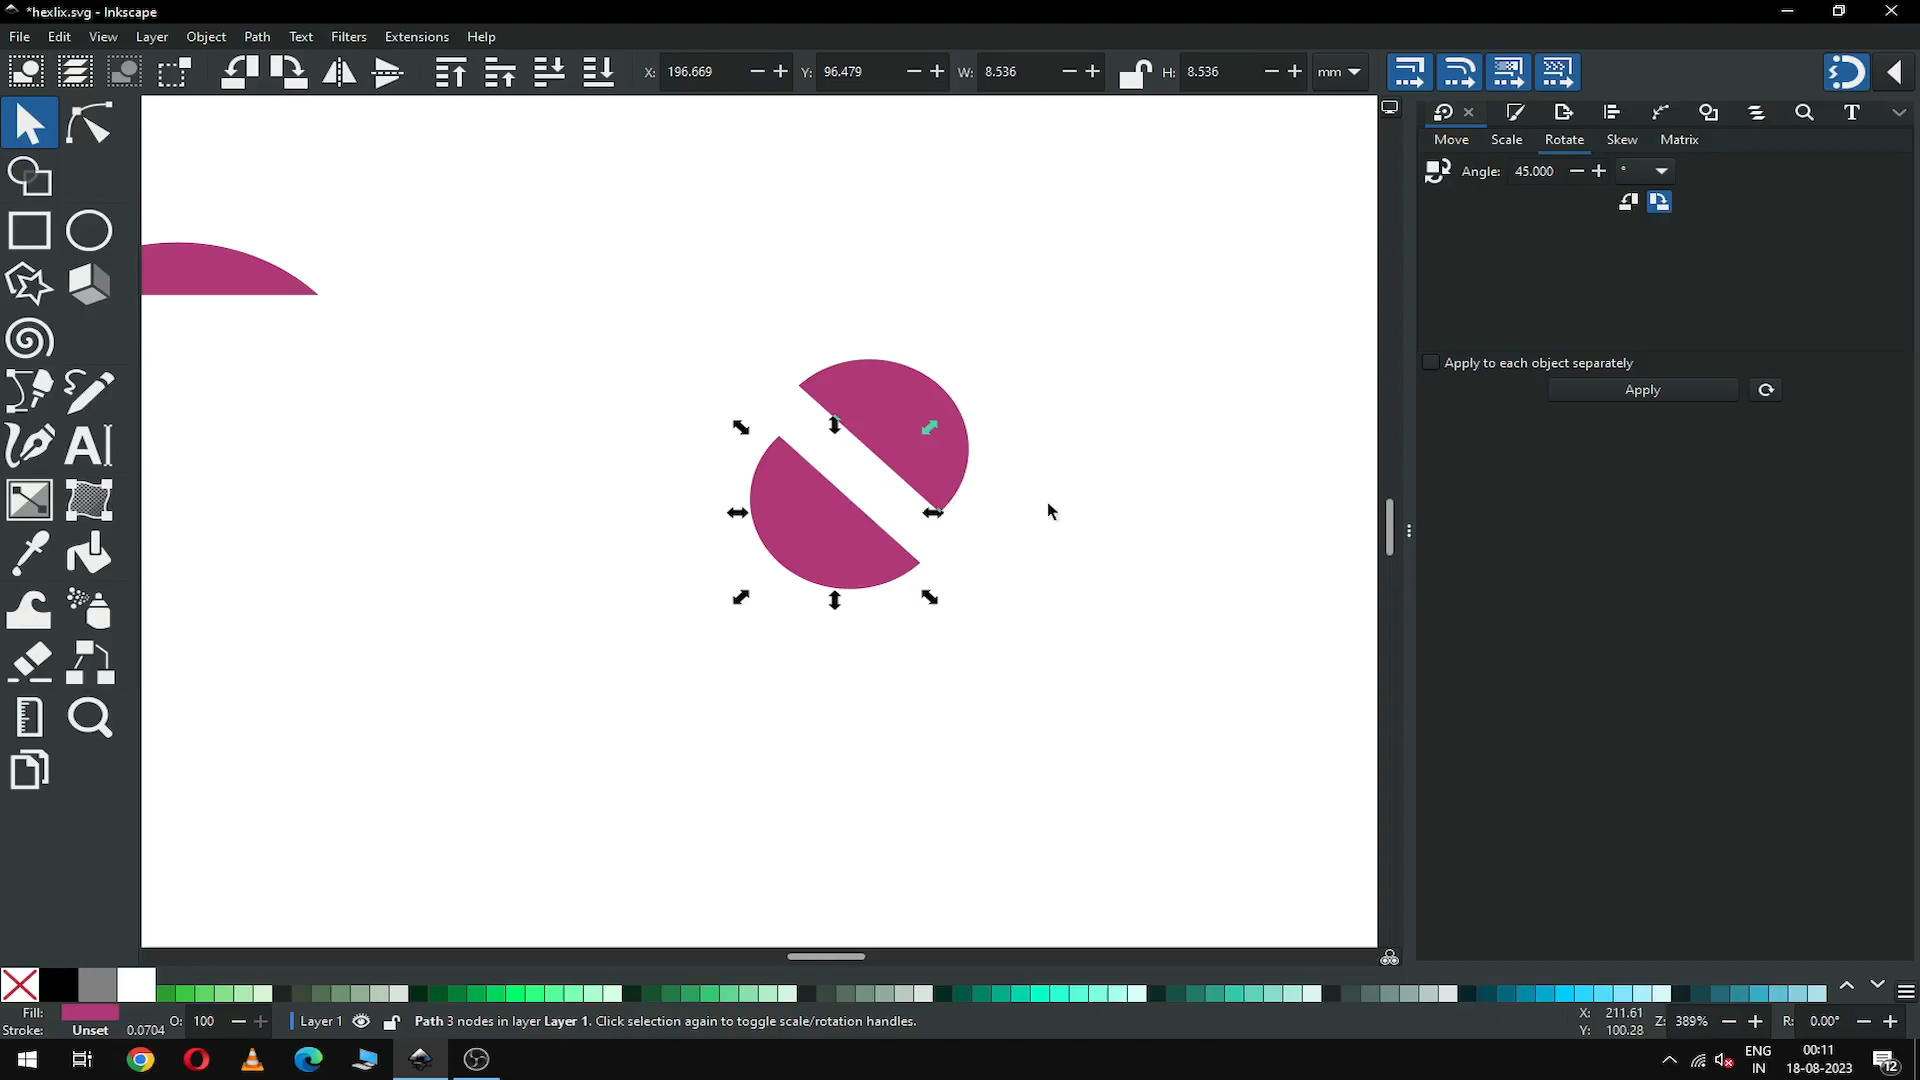 *hexlix.svg - Inkscape
File Edit View Layer Object Path Text Filters Extensions Help
X: 196.669 Y: 96.479 W: 8.536 H: 8.536 mm
Move Scale Rotate Skew Matrix
Angle: 45.000 °
Apply to each object separately
Apply
Fill:
Stroke: Unset 0.0704 O: 100 Layer 1 Path 3 nodes in layer Layer 1. Click selection again to toggle scale/rotation handles.
X: 211.61
Y: 100.28
Z: 389% R: 0.00°
ENG
IN
00:11
18-08-2023
12